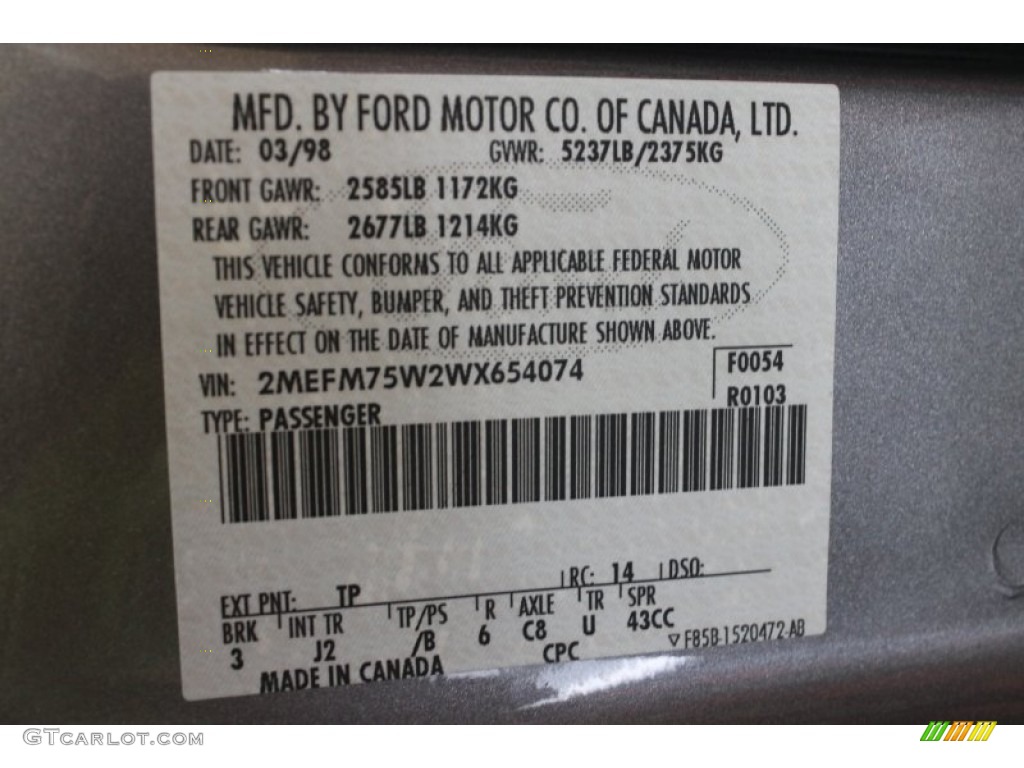 MFD. BY FORD MOTOR CO. OF CANADA, LTD.
DATE: 03/98 GVWR: 5237LB/2375KG
FRONT GAWR: 2585LB 1172KG
REAR GAWR: 2677LB 1214KG
THIS VEHICLE CONFORMS TO ALL APPLICABLE FEDERAL MOTOR
VEHICLE SAFETY, BUMPER, AND THEFT PREVENTION STANDARDS
IN EFFECT ON THE DATE OF MANUFACTURE SHOWN ABOVE.
VIN: 2MEFM75W2WX654074 F0054
R0103
TYPE: PASSENGER
EXT PNT: TP RC: 14 DSO:
BRK INT TR TP/PS R AXLE TR SPR
3 J2 /B 6 C8 U 43CC
MADE IN CANADA CPC ▽F85B-1520472-AB
GTCarlot.com